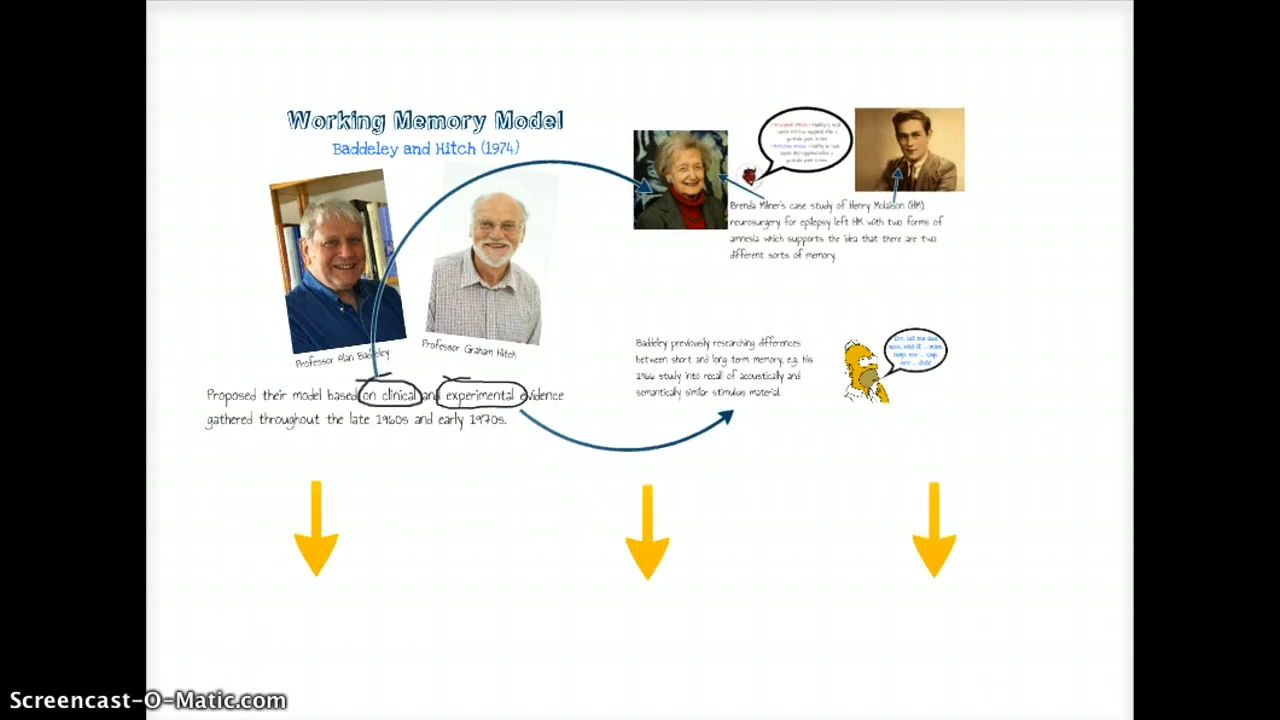 Working Memory Model
Baddeley and Hitch (1974)
Professor Alan Baddeley
Professor Graham Hitch
Proposed their model based on clinical and experimental evidence
gathered throughout the late 1960s and early 1970s.
Brenda Milner's case study of Henry Molaison (HM),
neurosurgery for epilepsy left HM with two forms of
amnesia which supports the idea that there are two
different sorts of memory.
Baddeley previously researching differences
between short and long term memory, e.g. his
1966 study into recall of acoustically and
semantically similar stimulus material.
Screencast-O-Matic.com